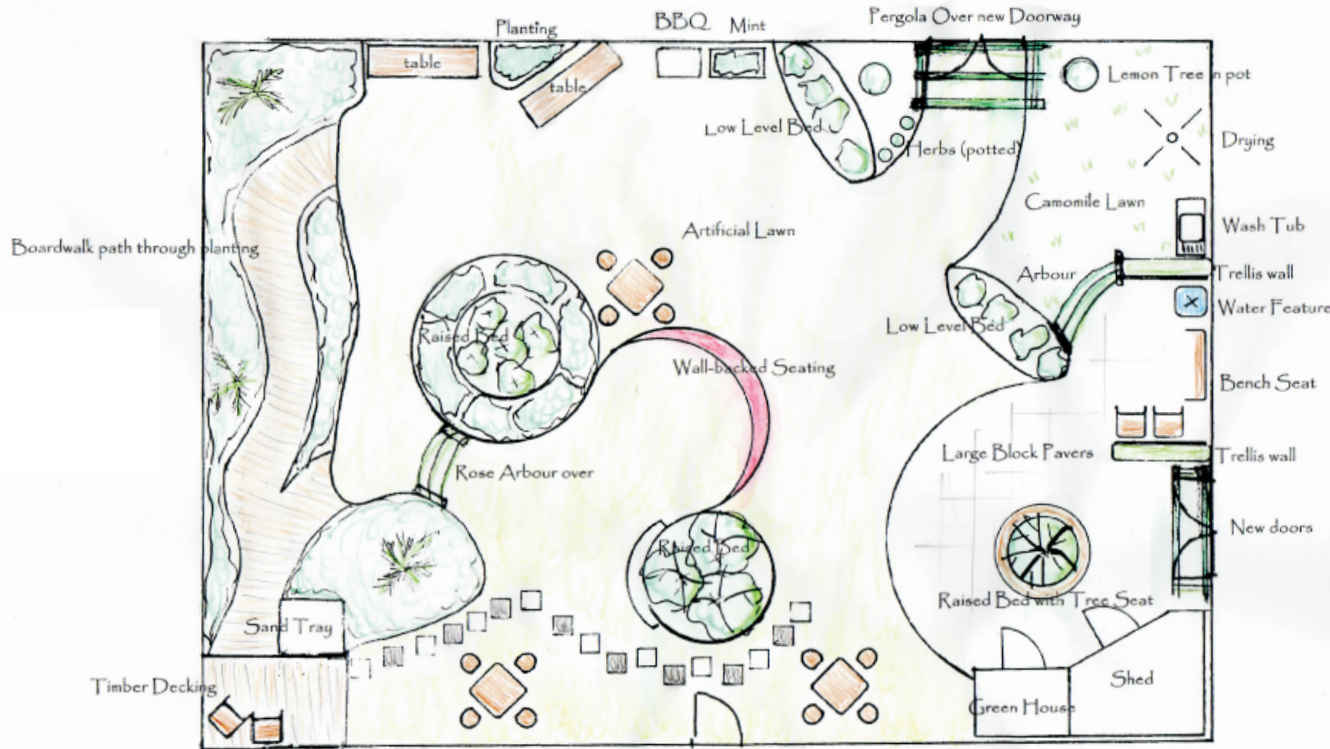 Pergola Over new Doorway
BBQ
Mint
Planting
table
table
Lemon Tree in pot
Low Level Bed
Herbs (potted)
Drying
Camomile Lawn
Wash Tub
Artificial Lawn
Boardwalk path through planting
Arbour
Trellis wall
Water Feature
Low Level Bed
Raised Bed
Wall-backed Seating
Bench Seat
Large Block Pavers
Trellis wall
Rose Arbour over
New doors
Raised Bed
Raised Bed with Tree Seat
Sand Tray
Timber Decking
Shed
Green House